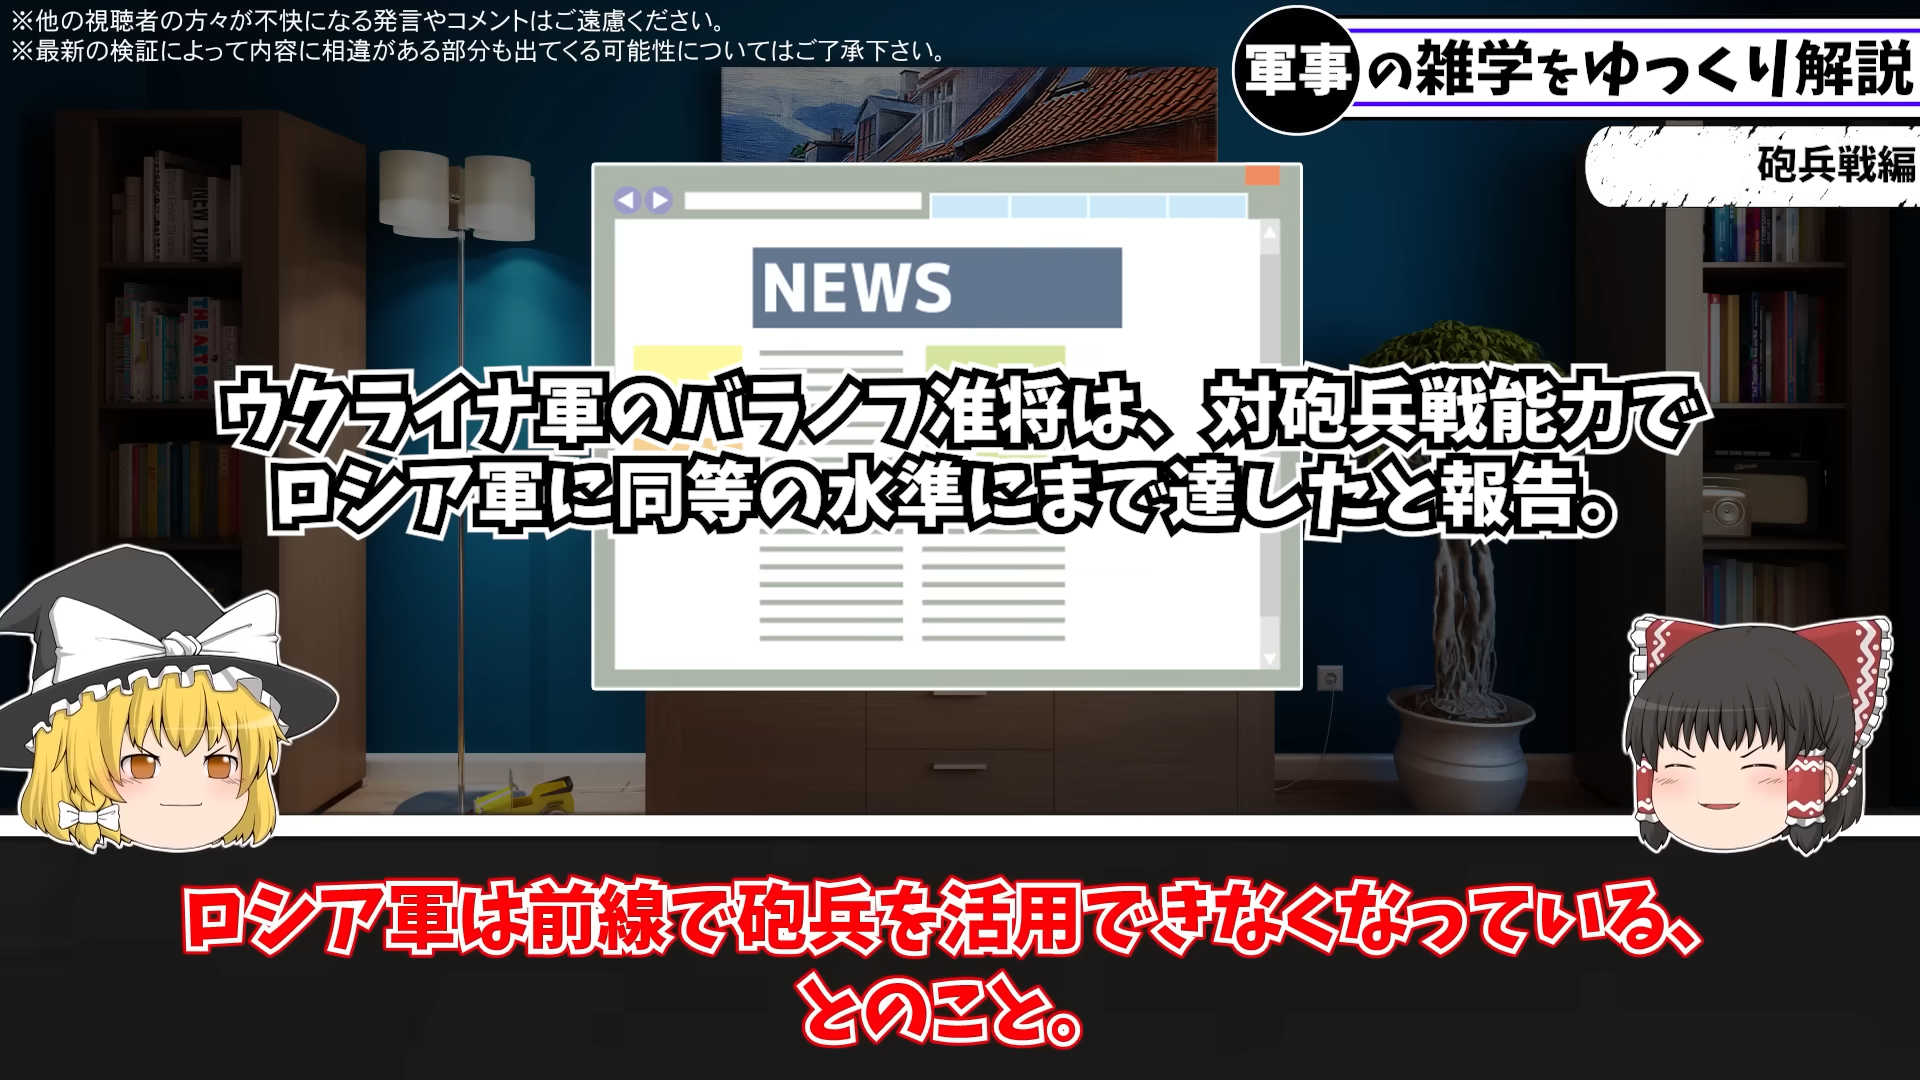 ※他の視聴者の方々が不快になる発言やコメントはご遠慮ください。
※最新の検証によって内容に相違がある部分も出てくる可能性についてはご了承下さい。
軍事の雑学をゆっくり解説
砲兵戦編
NEWS
ウクライナ軍のバラノフ准将は、対砲兵戦能力で
ロシア軍に同等の水準にまで達したと報告。
ロシア軍は前線で砲兵を活用できなくなっている、
とのこと。